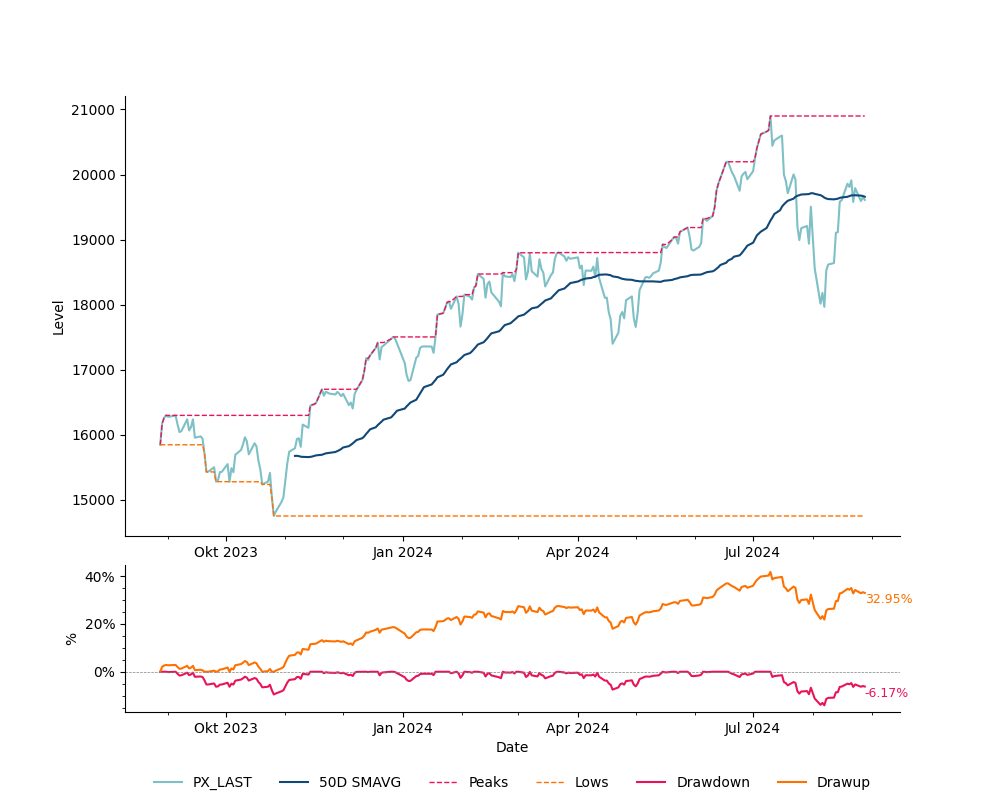 21000
20000
19000
18000
17000
16000
15000
Level
Okt 2023 Jan 2024 Apr 2024 Jul 2024
40%
20%
0%
%
32.95%
-6.17%
Okt 2023 Jan 2024 Apr 2024 Jul 2024
Date
PX_LAST 50D SMAVG Peaks Lows Drawdown Drawup